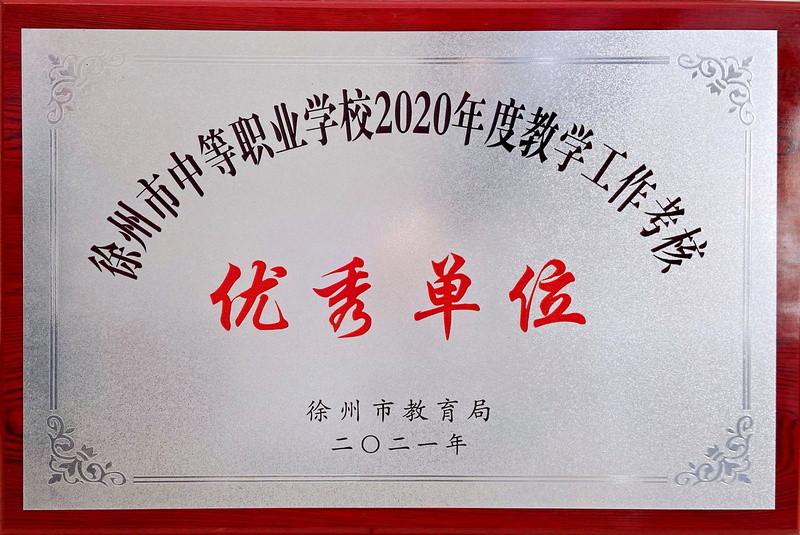 徐州市中等职业学校2020年度教学工作考核
优秀单位
徐州市教育局
二〇二一年